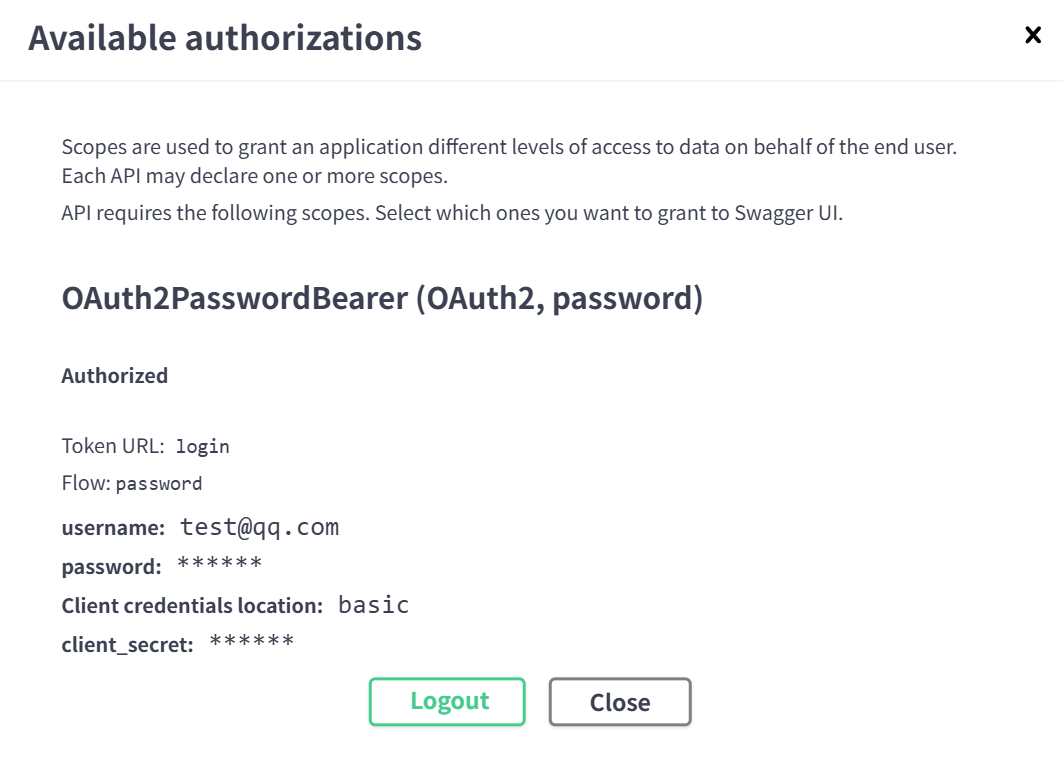 Available authorizations
Scopes are used to grant an application different levels of access to data on behalf of the end user.
Each API may declare one or more scopes.
API requires the following scopes. Select which ones you want to grant to Swagger UI.
OAuth2PasswordBearer (OAuth2, password)
Authorized
Token URL: login
Flow: password
username: test@qq.com
password: ******
Client credentials location: basic
client_secret: ******
Logout Close